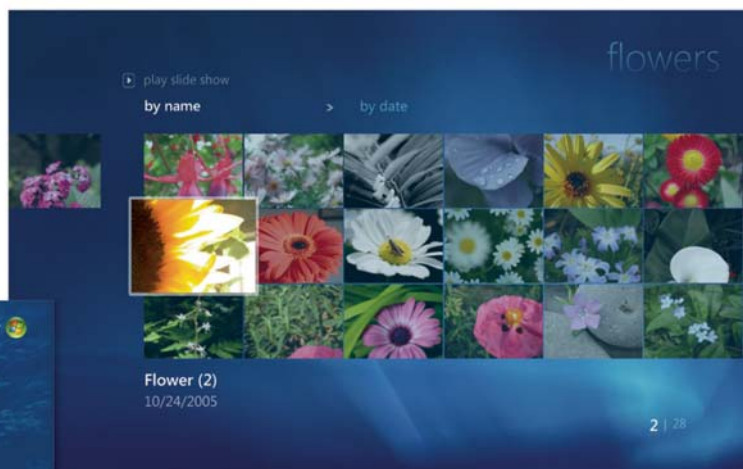 flowers
play slide show
by name > by date
Flower (2)
10/24/2005
2 | 28